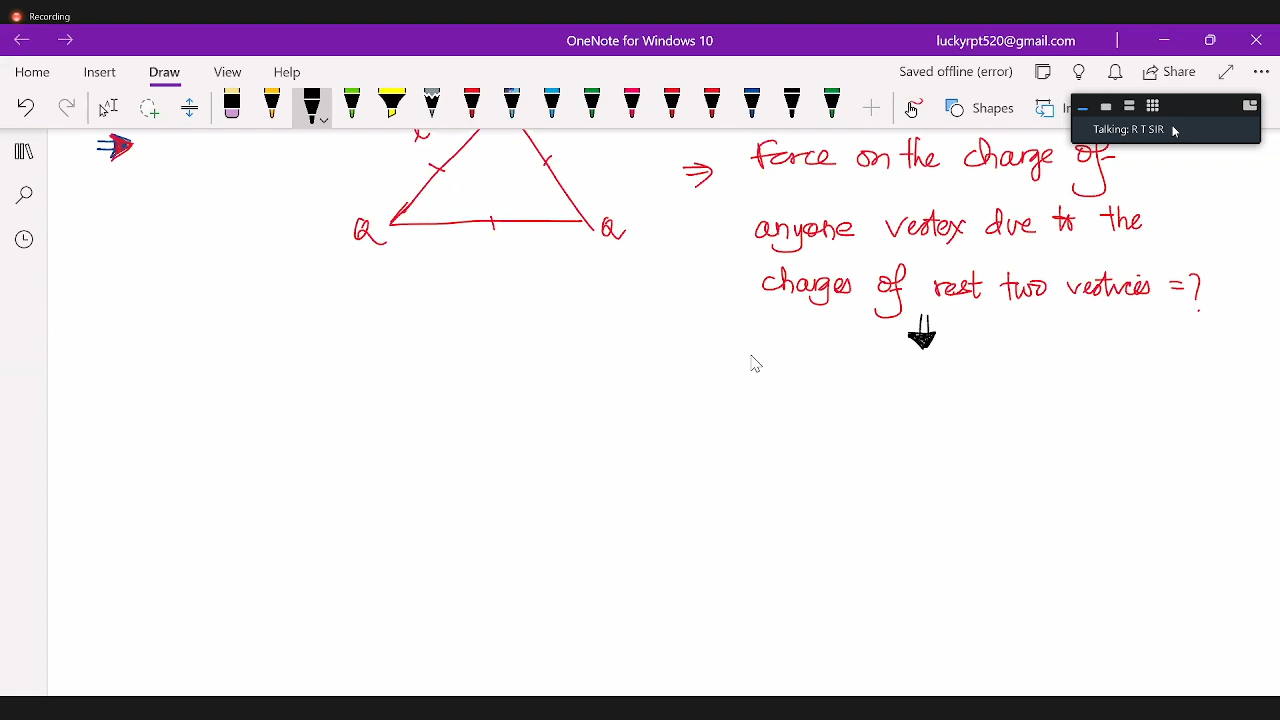 Recording
OneNote for Windows 10
luckyrpt520@gmail.com
Home
Insert
Draw
View
Help
Saved offline (error)
Share
Shapes
Talking: R T SIR
l
Q
Q
⇒ Force on the charge of
anyone vertex due to the
charges of rest two vertices =?